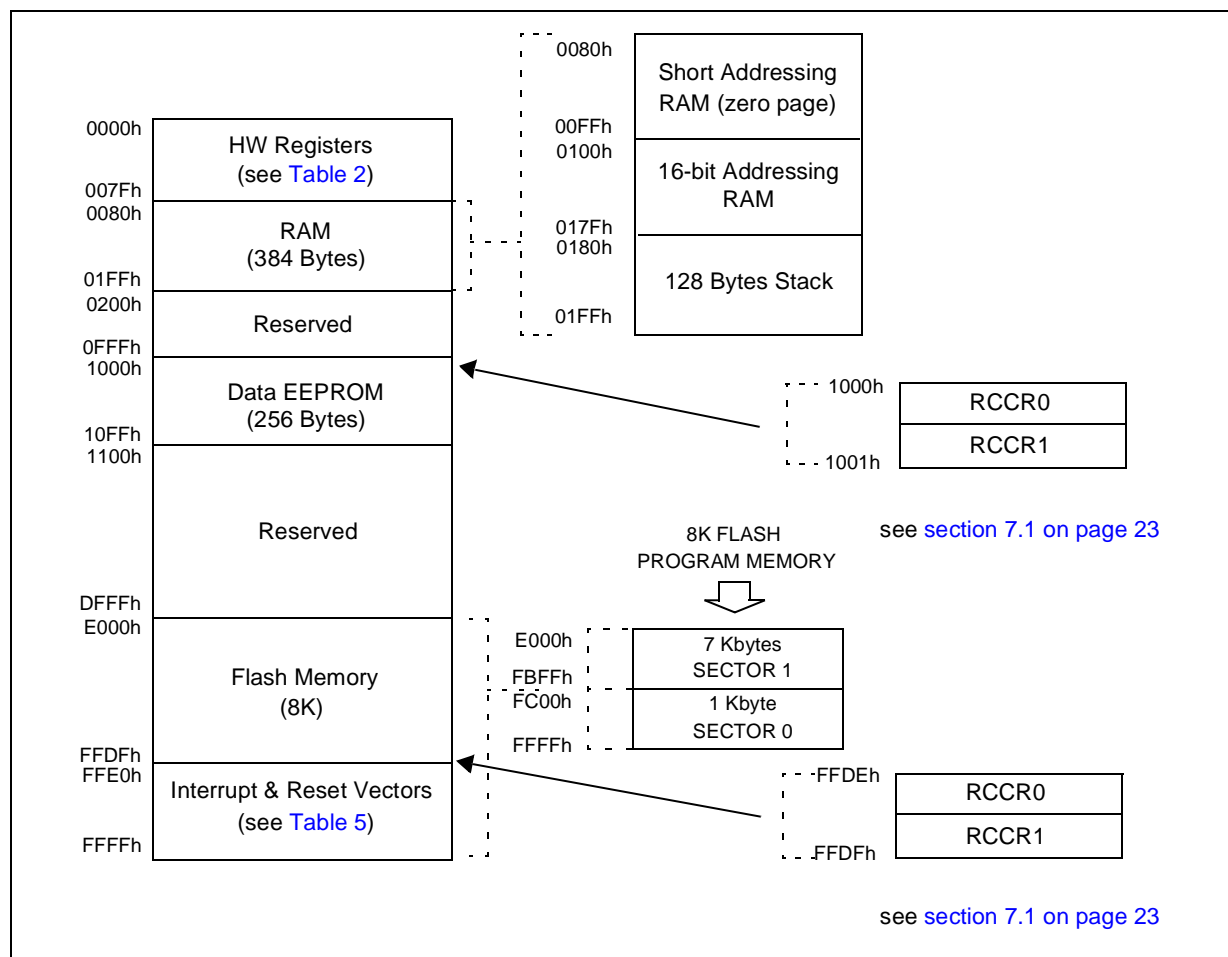 0000h
HW Registers
(see Table 2)
007Fh
0080h
RAM
(384 Bytes)
01FFh
0200h
Reserved
0FFFh
1000h
Data EEPROM
(256 Bytes)
10FFh
1100h
Reserved
DFFFh
E000h
Flash Memory
(8K)
FFDFh
FFE0h
Interrupt & Reset Vectors
(see Table 5)
FFFFh
0080h
Short Addressing
RAM (zero page)
00FFh
0100h
16-bit Addressing
RAM
017Fh
0180h
128 Bytes Stack
01FFh
1000h
RCCR0
RCCR1
1001h
see section 7.1 on page 23
8K FLASH
PROGRAM MEMORY
E000h
7 Kbytes
SECTOR 1
FBFFh
FC00h
1 Kbyte
SECTOR 0
FFFFh
FFDEh
RCCR0
RCCR1
FFDFh
see section 7.1 on page 23